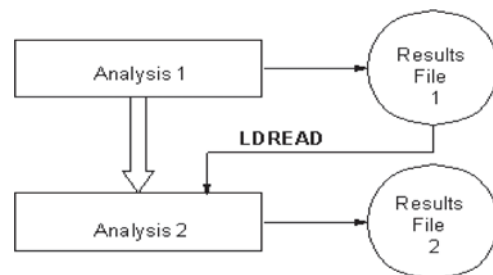 Analysis 1
Results
File
1
LDREAD
Analysis 2
Results
File
2